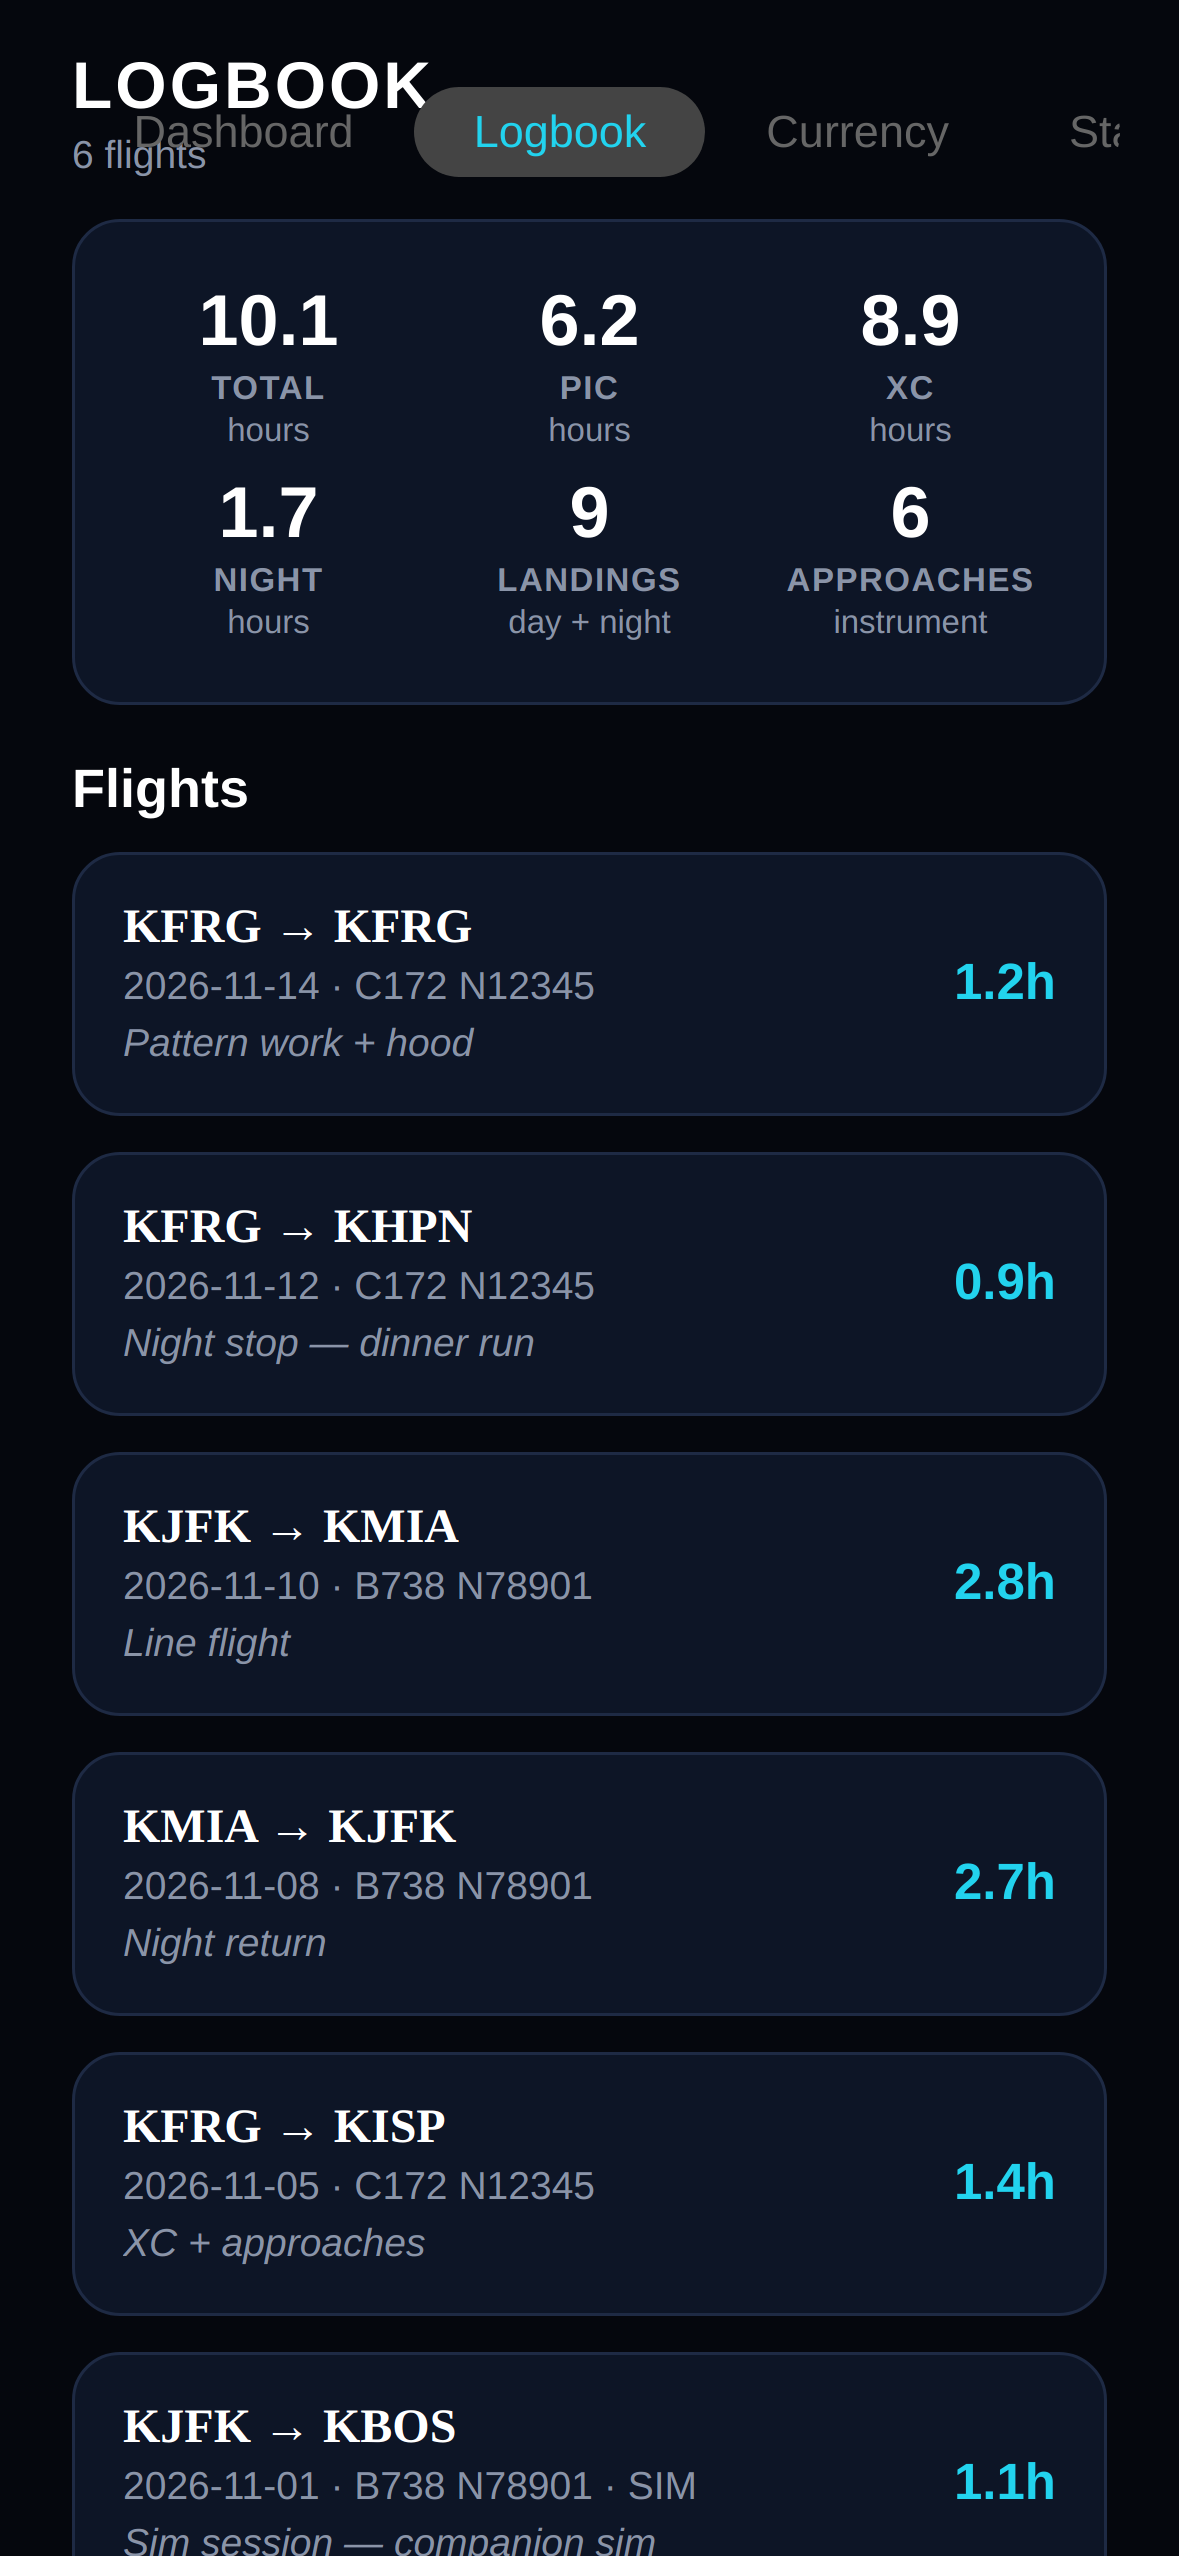 LOGBOOK
Dashboard Logbook Currency
6 flights
10.1 6.2 8.9
TOTAL PIC XC
hours hours hours
1.7 9 6
NIGHT LANDINGS APPROACHES
hours day + night instrument
Flights
KFRG → KFRG
2026-11-14 · C172 N12345
1.2h
Pattern work + hood
KFRG → KHPN
2026-11-12 · C172 N12345
0.9h
Night stop — dinner run
KJFK → KMIA
2026-11-10 · B738 N78901
2.8h
Line flight
KMIA → KJFK
2026-11-08 · B738 N78901
2.7h
Night return
KFRG → KISP
2026-11-05 · C172 N12345
1.4h
XC + approaches
KJFK → KBOS
2026-11-01 · B738 N78901 · SIM
1.1h
Sim session — companion sim